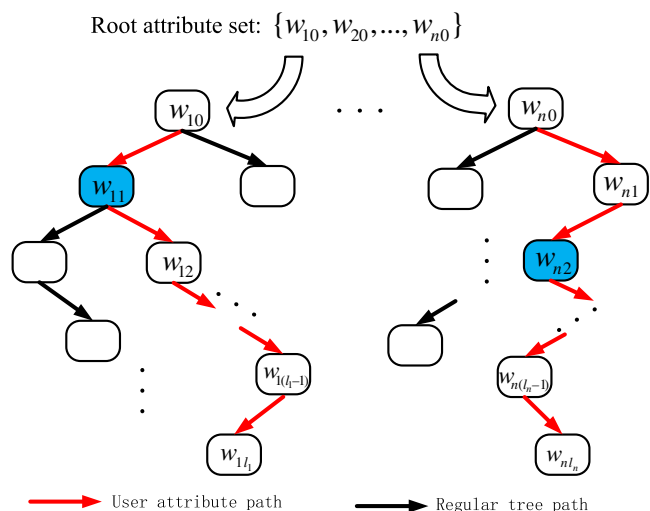 Root attribute set: {w₁₀, w₂₀, ..., wₙ₀}
w₁₀
. . .
wₙ₀
w₁₁
wₙ₁
w₁₂
wₙ₂
w₁₍ₗ₁₋₁₎
wₙ₍ₗₙ₋₁₎
w₁ₗ₁
wₙₗₙ
User attribute path
Regular tree path